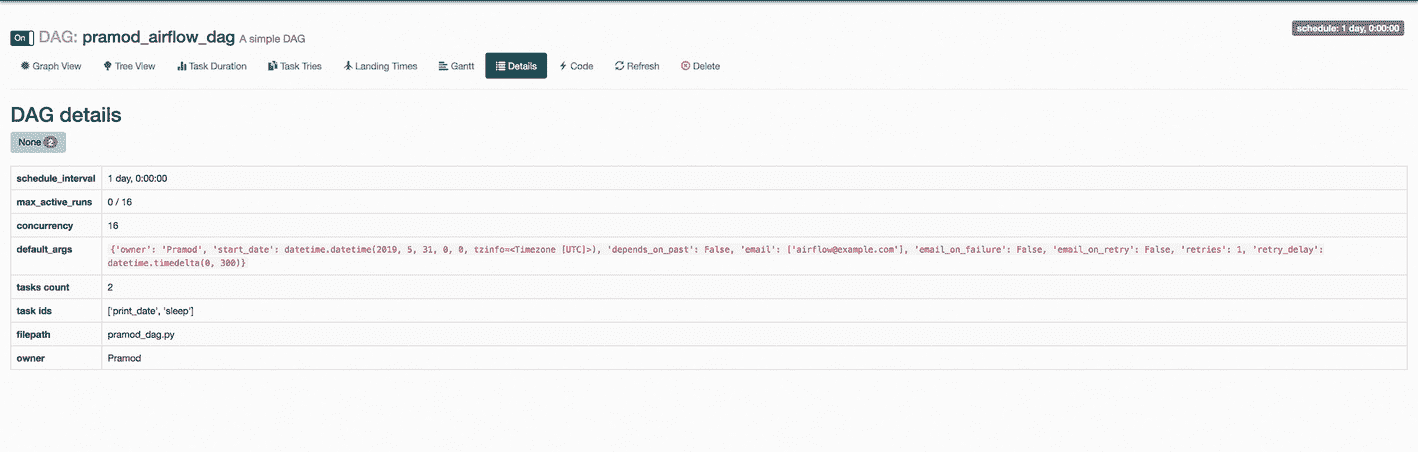 On DAG: pramod_airflow_dag A simple DAG
schedule: 1 day, 0:00:00
Graph View Tree View Task Duration Task Tries Landing Times Gantt Details Code Refresh Delete
DAG details
None 2
schedule_interval 1 day, 0:00:00
max_active_runs 0 / 16
concurrency 16
default_args {'owner': 'Pramod', 'start_date': datetime.datetime(2019, 5, 31, 0, 0, tzinfo=<Timezone [UTC]>), 'depends_on_past': False, 'email': ['airflow@example.com'], 'email_on_failure': False, 'email_on_retry': False, 'retries': 1, 'retry_delay':
datetime.timedelta(0, 300)}
tasks count 2
task ids ['print_date', 'sleep']
filepath pramod_dag.py
owner Pramod